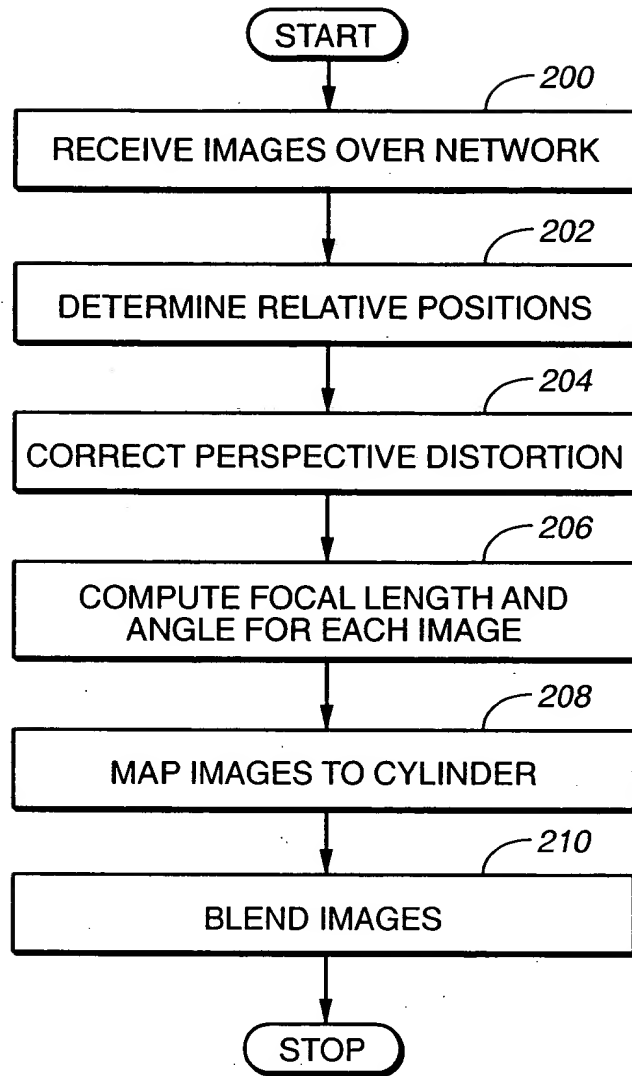 START
200
RECEIVE IMAGES OVER NETWORK
202
DETERMINE RELATIVE POSITIONS
204
CORRECT PERSPECTIVE DISTORTION
206
COMPUTE FOCAL LENGTH AND
ANGLE FOR EACH IMAGE
208
MAP IMAGES TO CYLINDER
210
BLEND IMAGES
STOP